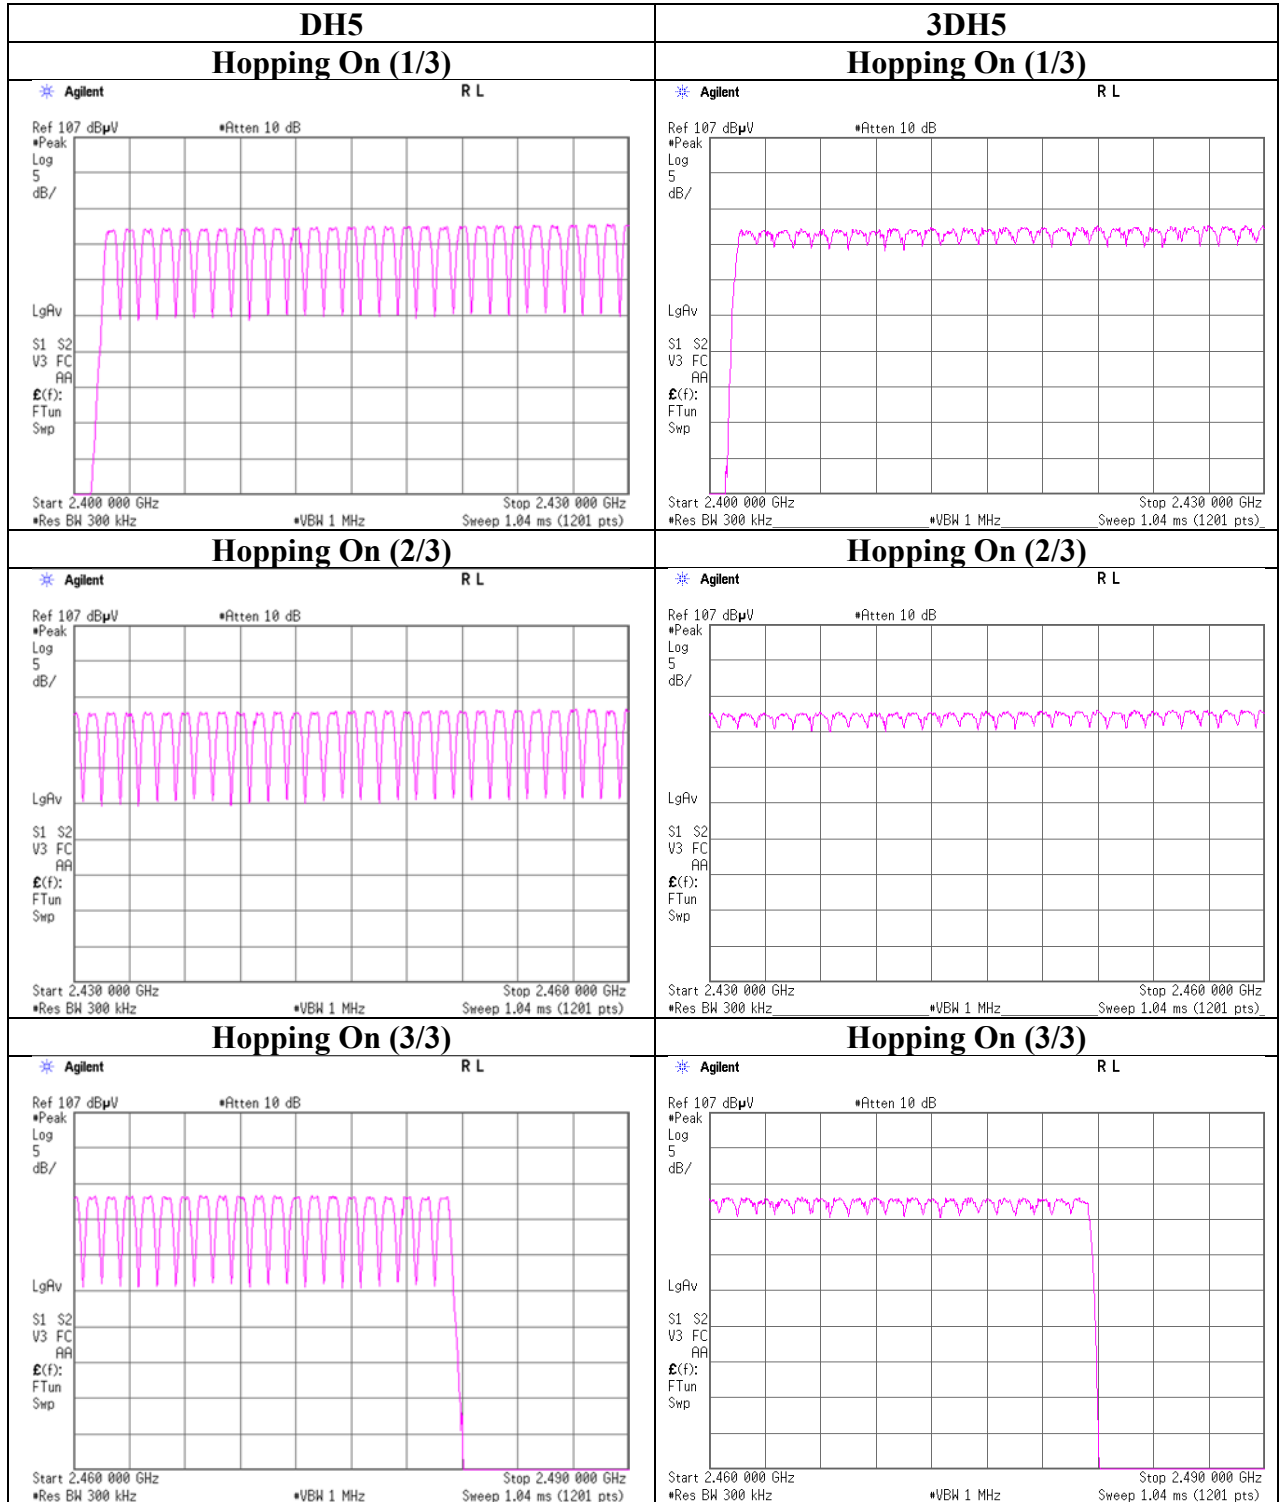 DH5
3DH5
Hopping On (1/3)
Hopping On (1/3)
Agilent R L
Ref 107 dBµV #Atten 10 dB
#Peak
Log
5
dB/
LgAv
S1 S2
V3 FC
AA
£(f):
FTun
Swp
Start 2.400 000 GHz Stop 2.430 000 GHz
#Res BW 300 kHz #VBW 1 MHz Sweep 1.04 ms (1201 pts)
Agilent R L
Ref 107 dBµV #Atten 10 dB
#Peak
Log
5
dB/
LgAv
S1 S2
V3 FC
AA
£(f):
FTun
Swp
Start 2.400 000 GHz Stop 2.430 000 GHz
#Res BW 300 kHz #VBW 1 MHz Sweep 1.04 ms (1201 pts)
Hopping On (2/3)
Hopping On (2/3)
Agilent R L
Ref 107 dBµV #Atten 10 dB
#Peak
Log
5
dB/
LgAv
S1 S2
V3 FC
AA
£(f):
FTun
Swp
Start 2.430 000 GHz Stop 2.460 000 GHz
#Res BW 300 kHz #VBW 1 MHz Sweep 1.04 ms (1201 pts)
Agilent R L
Ref 107 dBµV #Atten 10 dB
#Peak
Log
5
dB/
LgAv
S1 S2
V3 FC
AA
£(f):
FTun
Swp
Start 2.430 000 GHz Stop 2.460 000 GHz
#Res BW 300 kHz #VBW 1 MHz Sweep 1.04 ms (1201 pts)
Hopping On (3/3)
Hopping On (3/3)
Agilent R L
Ref 107 dBµV #Atten 10 dB
#Peak
Log
5
dB/
LgAv
S1 S2
V3 FC
AA
£(f):
FTun
Swp
Start 2.460 000 GHz Stop 2.490 000 GHz
#Res BW 300 kHz #VBW 1 MHz Sweep 1.04 ms (1201 pts)
Agilent R L
Ref 107 dBµV #Atten 10 dB
#Peak
Log
5
dB/
LgAv
S1 S2
V3 FC
AA
£(f):
FTun
Swp
Start 2.460 000 GHz Stop 2.490 000 GHz
#Res BW 300 kHz #VBW 1 MHz Sweep 1.04 ms (1201 pts)